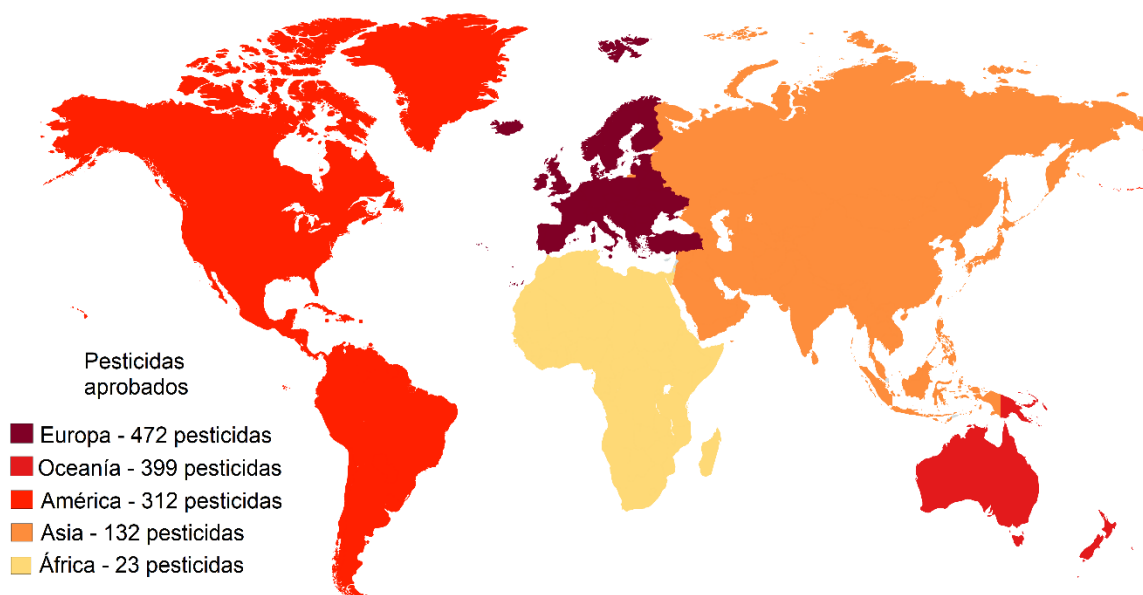 Pesticidas
aprobados
Europa - 472 pesticidas
Oceanía - 399 pesticidas
América - 312 pesticidas
Asia - 132 pesticidas
África - 23 pesticidas